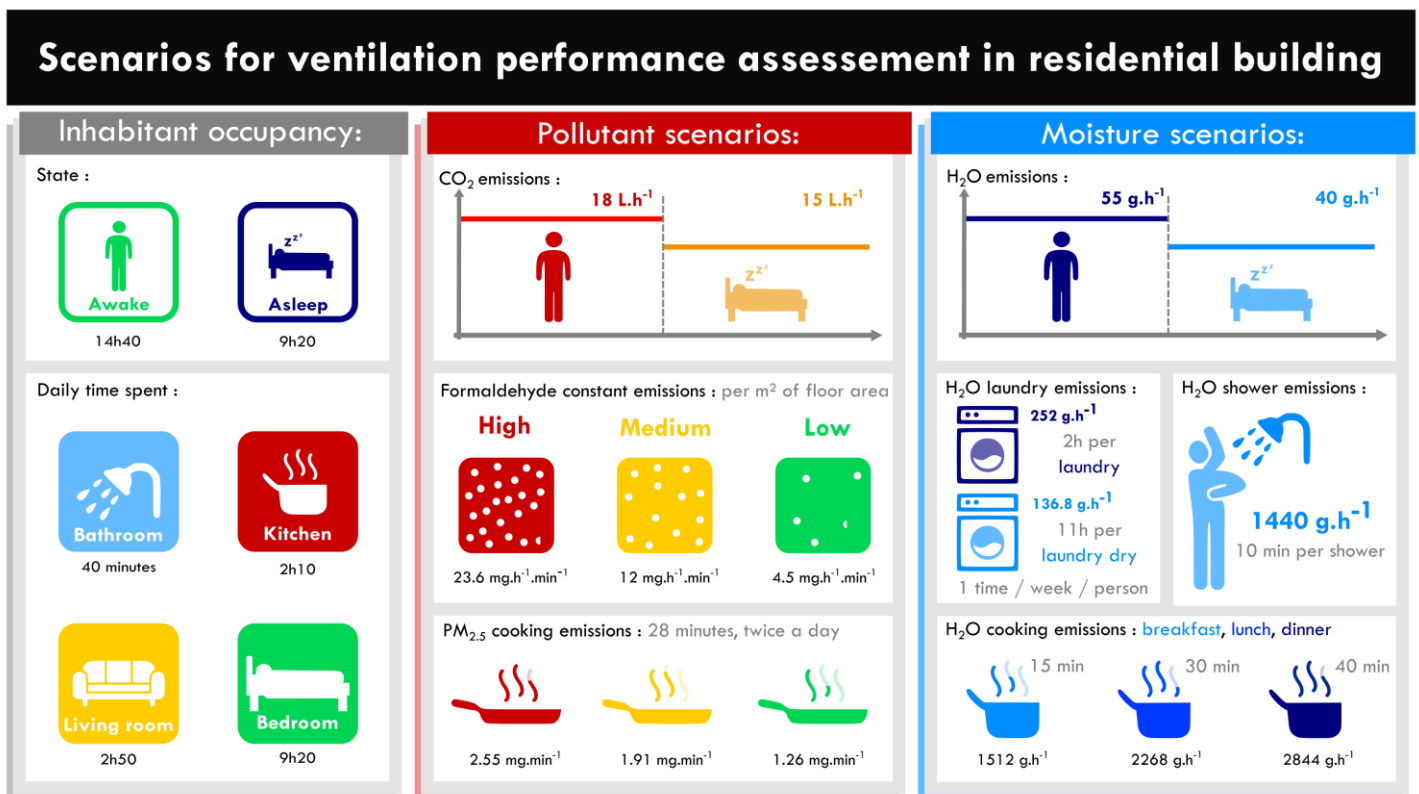 Scenarios for ventilation performance assessement in residential building
Inhabitant occupancy:
State :
zzz
Awake
Asleep
14h40
9h20
Daily time spent :
Bathroom
Kitchen
40 minutes
2h10
Living room
Bedroom
2h50
9h20
Pollutant scenarios:
CO₂ emissions :
18 L.h⁻¹
15 L.h⁻¹
zzz
Formaldehyde constant emissions : per m² of floor area
High
Medium
Low
23.6 mg.h⁻¹.min⁻¹
12 mg.h⁻¹.min⁻¹
4.5 mg.h⁻¹.min⁻¹
PM₂.₅ cooking emissions : 28 minutes, twice a day
2.55 mg.min⁻¹
1.91 mg.min⁻¹
1.26 mg.min⁻¹
Moisture scenarios:
H₂O emissions :
55 g.h⁻¹
40 g.h⁻¹
zzz
H₂O laundry emissions :
252 g.h⁻¹
2h per
laundry
136.8 g.h⁻¹
11h per
laundry dry
1 time / week / person
H₂O shower emissions :
1440 g.h⁻¹
10 min per shower
H₂O cooking emissions : breakfast, lunch, dinner
15 min
30 min
40 min
1512 g.h⁻¹
2268 g.h⁻¹
2844 g.h⁻¹